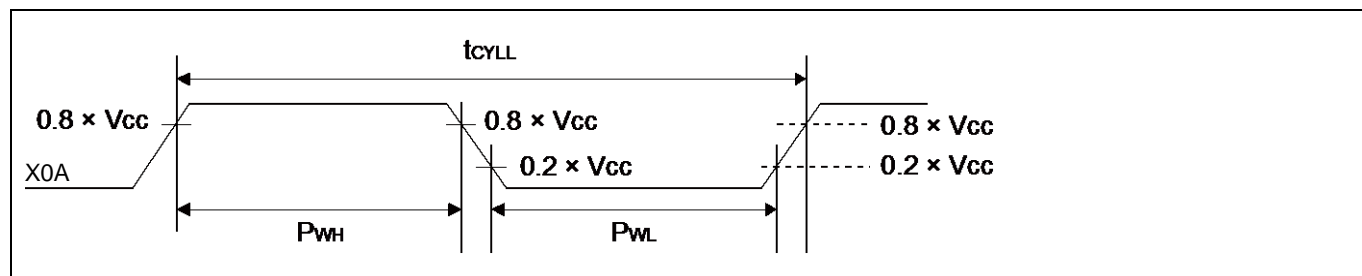 tCYLL
0.8 × Vcc
0.8 × Vcc
0.8 × Vcc
0.2 × Vcc
0.2 × Vcc
X0A
PWH
PWL